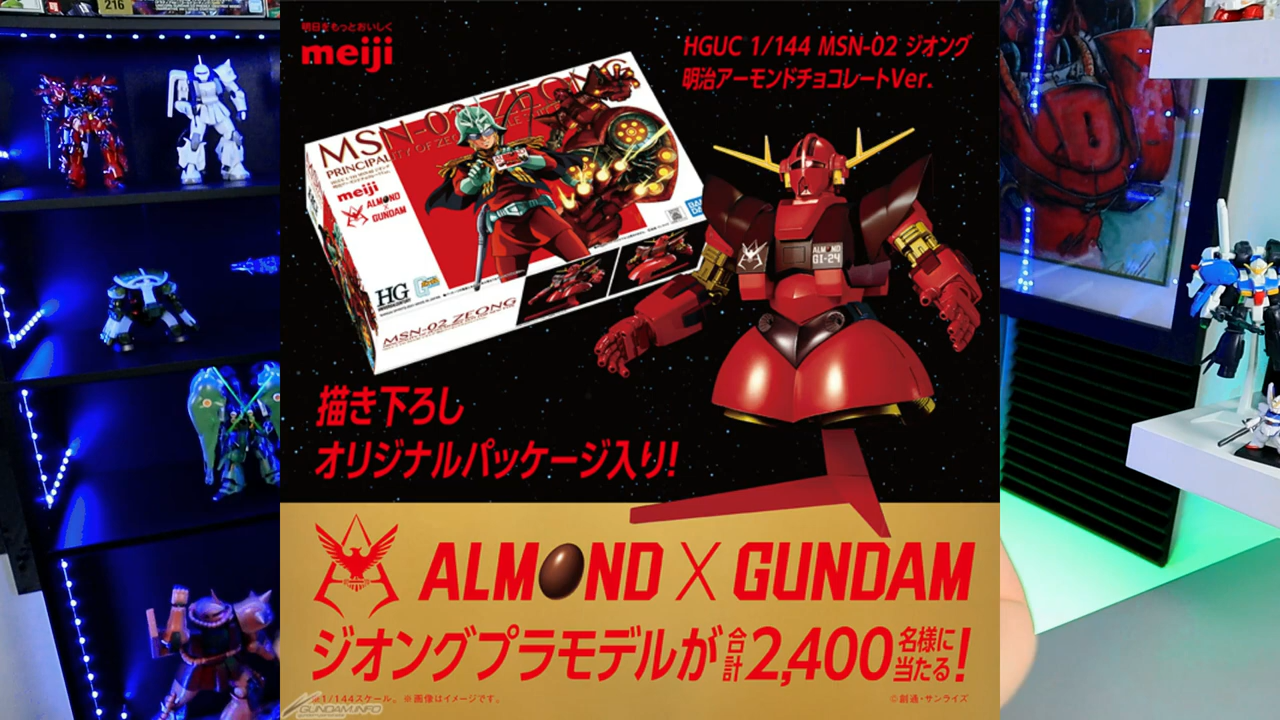 216
明日をもっとおいしく
meiji
HGUC 1/144 MSN-02 ジオング
明治アーモンドチョコレートVer.
MSN-02 ZEONG
PRINCIPALITY OF ZEON
meiji
ALMOND
×
GUNDAM
HG
MSN-02 ZEONG
ALMOND
GI-24
描き下ろし
オリジナルパッケージ入り!
ALMOND X GUNDAM
ジオングプラモデルが合計2,400名様に当たる!
※1/144スケール。※画像はイメージです。
©創通・サンライズ
GUNDAM.INFO